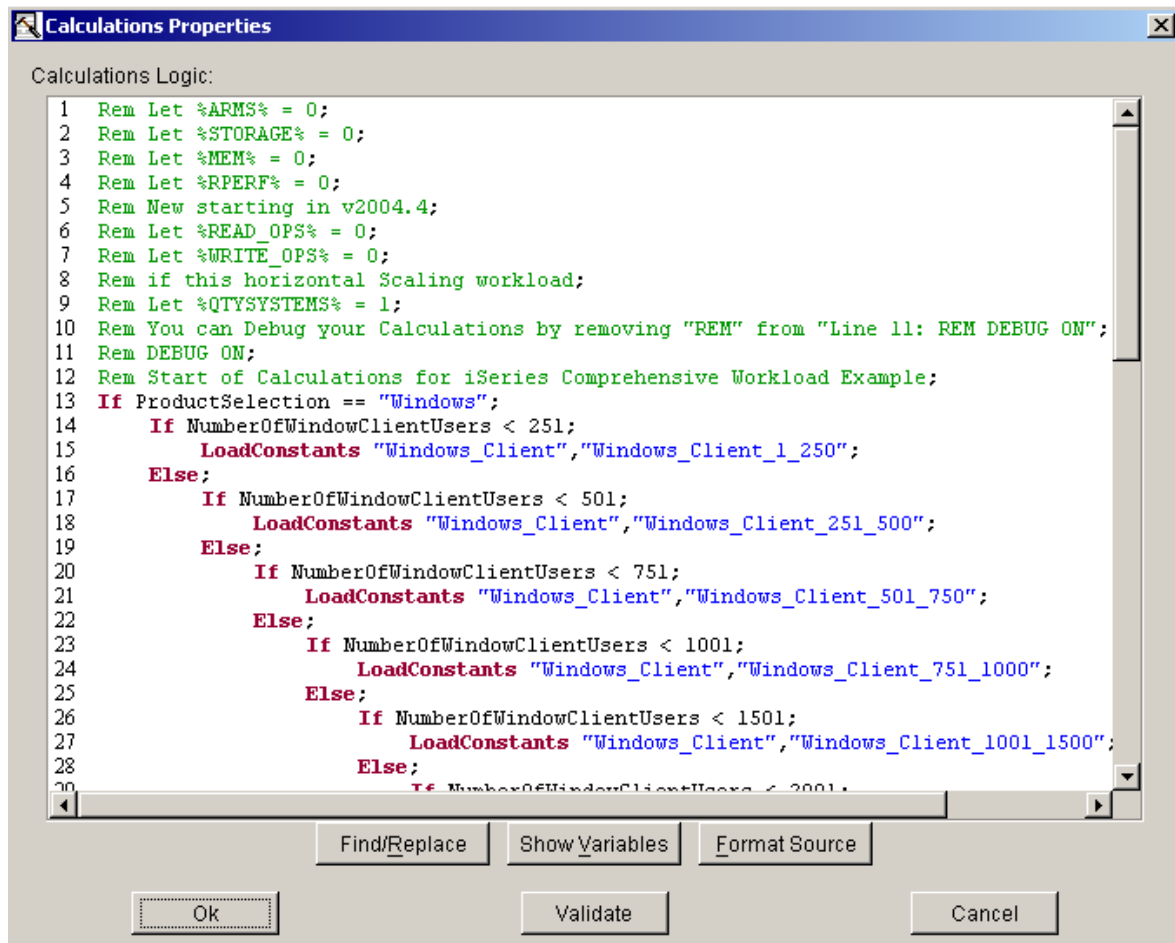 Calculations Properties
Calculations Logic:
1 Rem Let %ARMS% = 0;
2 Rem Let %STORAGE% = 0;
3 Rem Let %MEM% = 0;
4 Rem Let %RPERF% = 0;
5 Rem New starting in v2004.4;
6 Rem Let %READ_OPS% = 0;
7 Rem Let %WRITE_OPS% = 0;
8 Rem if this horizontal Scaling workload;
9 Rem Let %QTYSYSTEMS% = 1;
10 Rem You can Debug your Calculations by removing "REM" from "Line 11: REM DEBUG ON";
11 Rem DEBUG ON;
12 Rem Start of Calculations for iSeries Comprehensive Workload Example;
13 If ProductSelection == "Windows";
14 If NumberOfWindowClientUsers < 251;
15 LoadConstants "Windows_Client","Windows_Client_1_250";
16 Else;
17 If NumberOfWindowClientUsers < 501;
18 LoadConstants "Windows_Client","Windows_Client_251_500";
19 Else;
20 If NumberOfWindowClientUsers < 751;
21 LoadConstants "Windows_Client","Windows_Client_501_750";
22 Else;
23 If NumberOfWindowClientUsers < 1001;
24 LoadConstants "Windows_Client","Windows_Client_751_1000";
25 Else;
26 If NumberOfWindowClientUsers < 1501;
27 LoadConstants "Windows_Client","Windows_Client_1001_1500";
28 Else;
29 If NumberOfWindowClientUsers < 2001;
Find/Replace Show Variables Format Source
Ok Validate Cancel